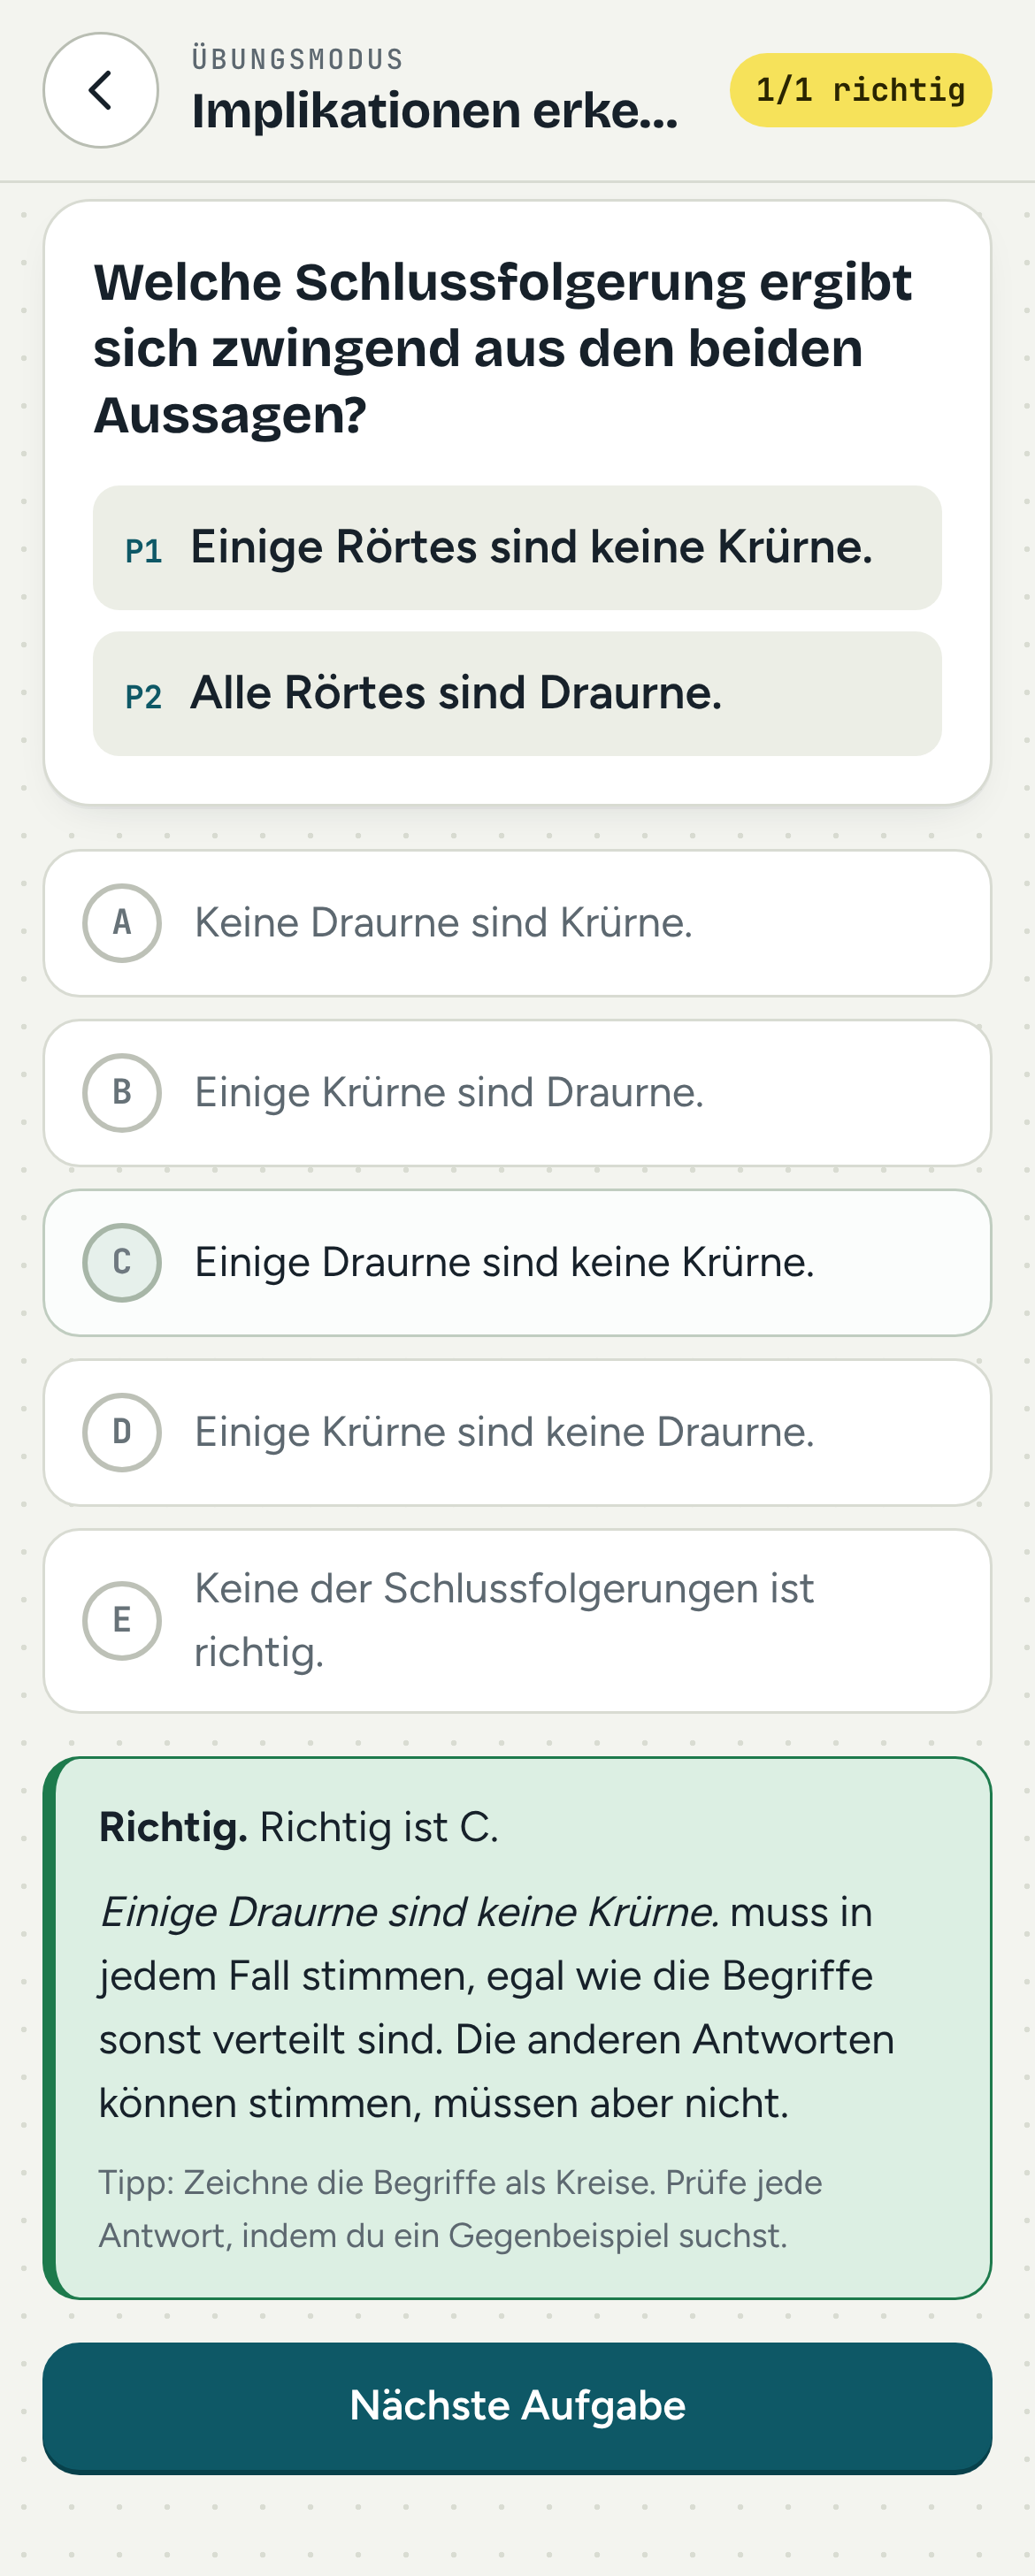 ÜBUNGSMODUS
Implikationen erke...
1/1 richtig
Welche Schlussfolgerung ergibt
sich zwingend aus den beiden
Aussagen?
P1 Einige Rörtes sind keine Krürne.
P2 Alle Rörtes sind Draurne.
A Keine Draurne sind Krürne.
B Einige Krürne sind Draurne.
C Einige Draurne sind keine Krürne.
D Einige Krürne sind keine Draurne.
E Keine der Schlussfolgerungen ist
richtig.
Richtig. Richtig ist C.
Einige Draurne sind keine Krürne. muss in
jedem Fall stimmen, egal wie die Begriffe
sonst verteilt sind. Die anderen Antworten
können stimmen, müssen aber nicht.
Tipp: Zeichne die Begriffe als Kreise. Prüfe jede
Antwort, indem du ein Gegenbeispiel suchst.
Nächste Aufgabe